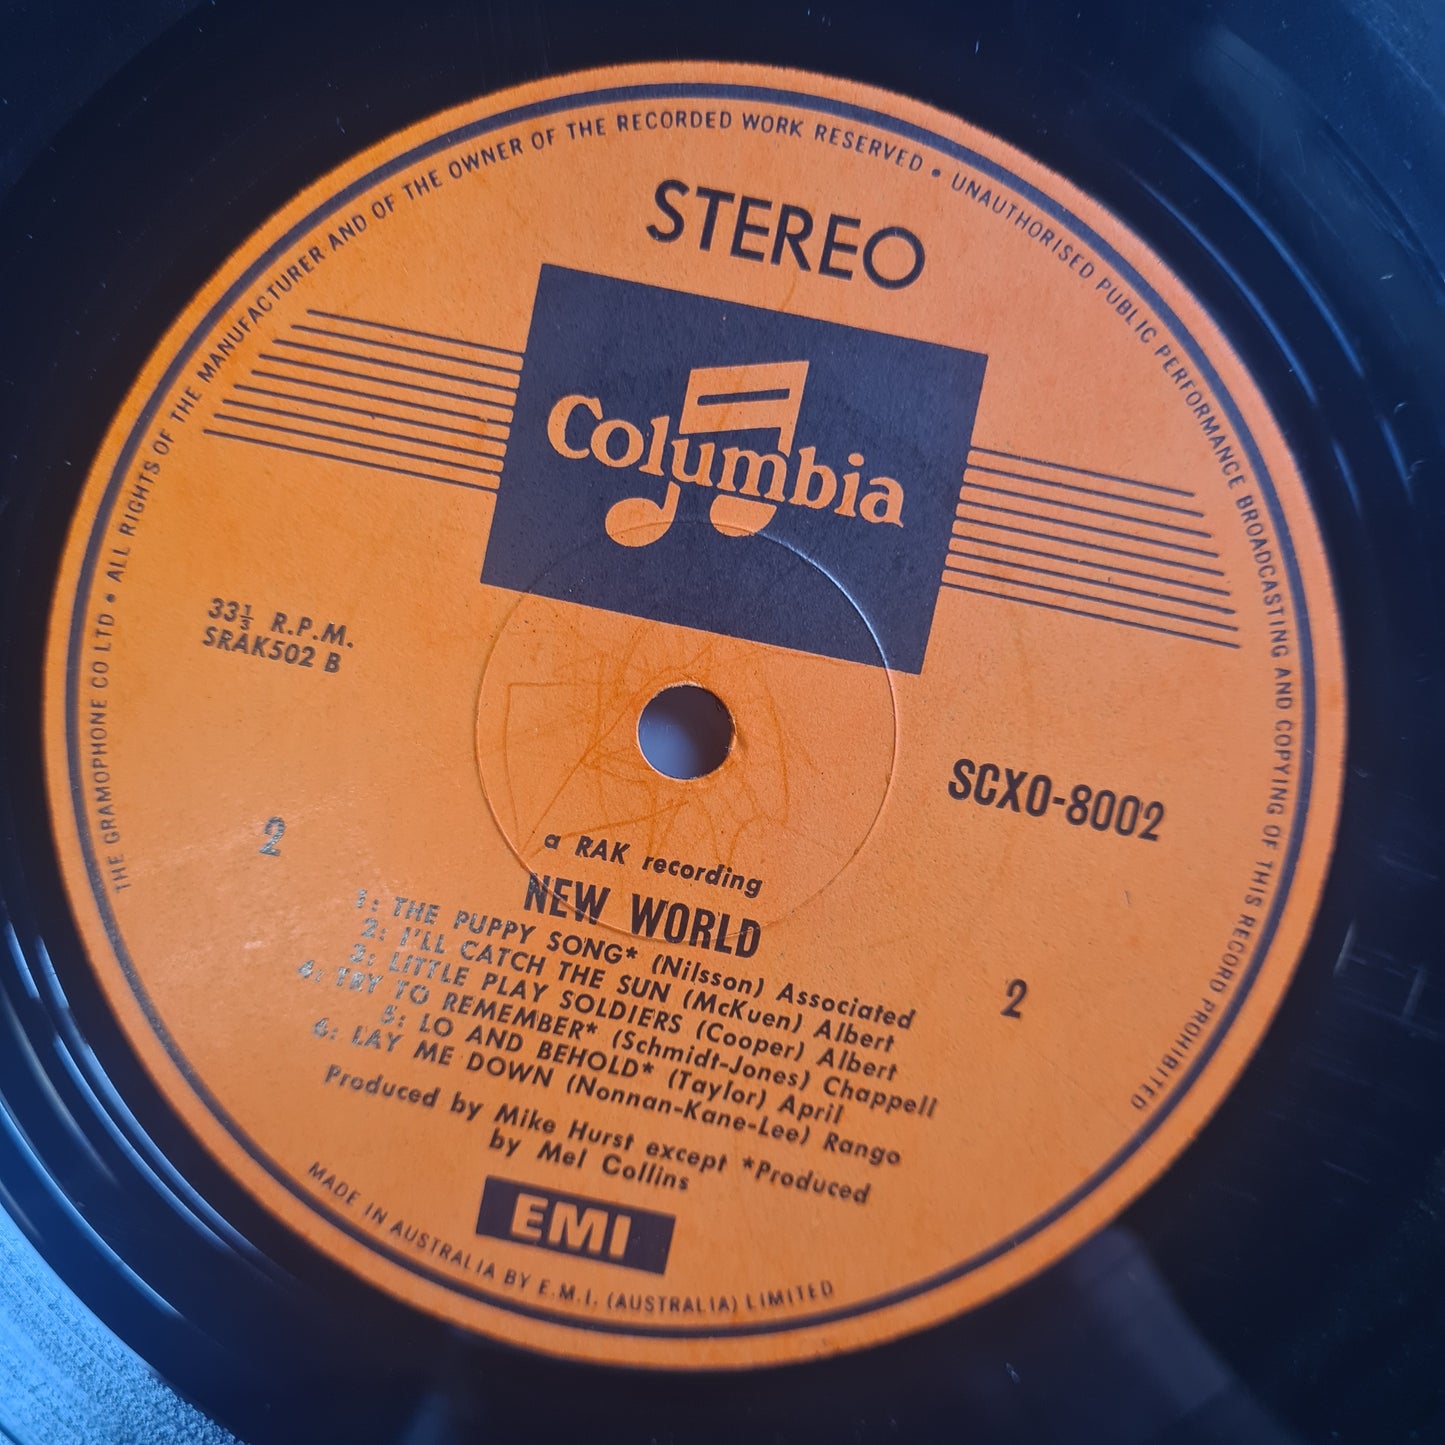 THE GRAMOPHONE CO LTD • ALL RIGHTS OF THE MANUFACTURER AND OF THE OWNER OF THE RECORDED WORK RESERVED • UNAUTHORISED PUBLIC PERFORMANCE BROADCASTING AND COPYING OF THIS RECORD PROHIBITED
STEREO
Columbia
33⅓ R.P.M.
SRAK502 B
SCXO-8002
2
2
a RAK recording
NEW WORLD
1: THE PUPPY SONG* (Nilsson) Associated
2: I'LL CATCH THE SUN (McKuen) Albert
3: LITTLE PLAY SOLDIERS (Cooper) Albert
4: TRY TO REMEMBER* (Schmidt-Jones) Chappell
5: LO AND BEHOLD* (Taylor) April
6: LAY ME DOWN (Nonnan-Kane-Lee) Rango
Produced by Mike Hurst except *Produced
by Mel Collins
EMI
MADE IN AUSTRALIA BY E.M.I. (AUSTRALIA) LIMITED